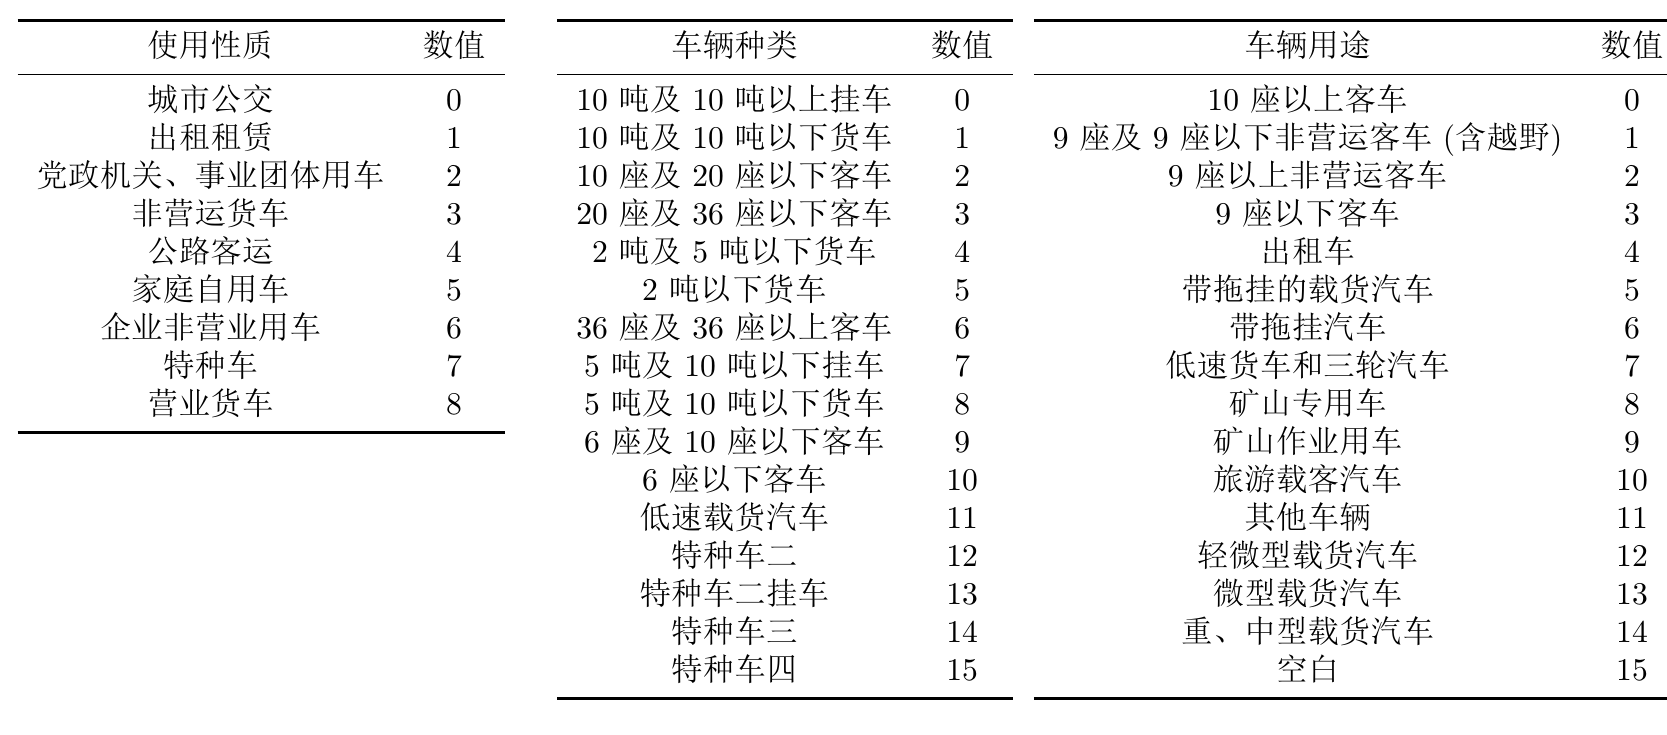 使用性质 数值
城市公交 0
出租租赁 1
党政机关、事业团体用车 2
非营运货车 3
公路客运 4
家庭自用车 5
企业非营业用车 6
特种车 7
营业货车 8
车辆种类 数值
10 吨及 10 吨以上挂车 0
10 吨及 10 吨以下货车 1
10 座及 20 座以下客车 2
20 座及 36 座以下客车 3
2 吨及 5 吨以下货车 4
2 吨以下货车 5
36 座及 36 座以上客车 6
5 吨及 10 吨以下挂车 7
5 吨及 10 吨以下货车 8
6 座及 10 座以下客车 9
6 座以下客车 10
低速载货汽车 11
特种车二 12
特种车二挂车 13
特种车三 14
特种车四 15
车辆用途 数值
10 座以上客车 0
9 座及 9 座以下非营运客车 (含越野) 1
9 座以上非营运客车 2
9 座以下客车 3
出租车 4
带拖挂的载货汽车 5
带拖挂汽车 6
低速货车和三轮汽车 7
矿山专用车 8
矿山作业用车 9
旅游载客汽车 10
其他车辆 11
轻微型载货汽车 12
微型载货汽车 13
重、中型载货汽车 14
空白 15